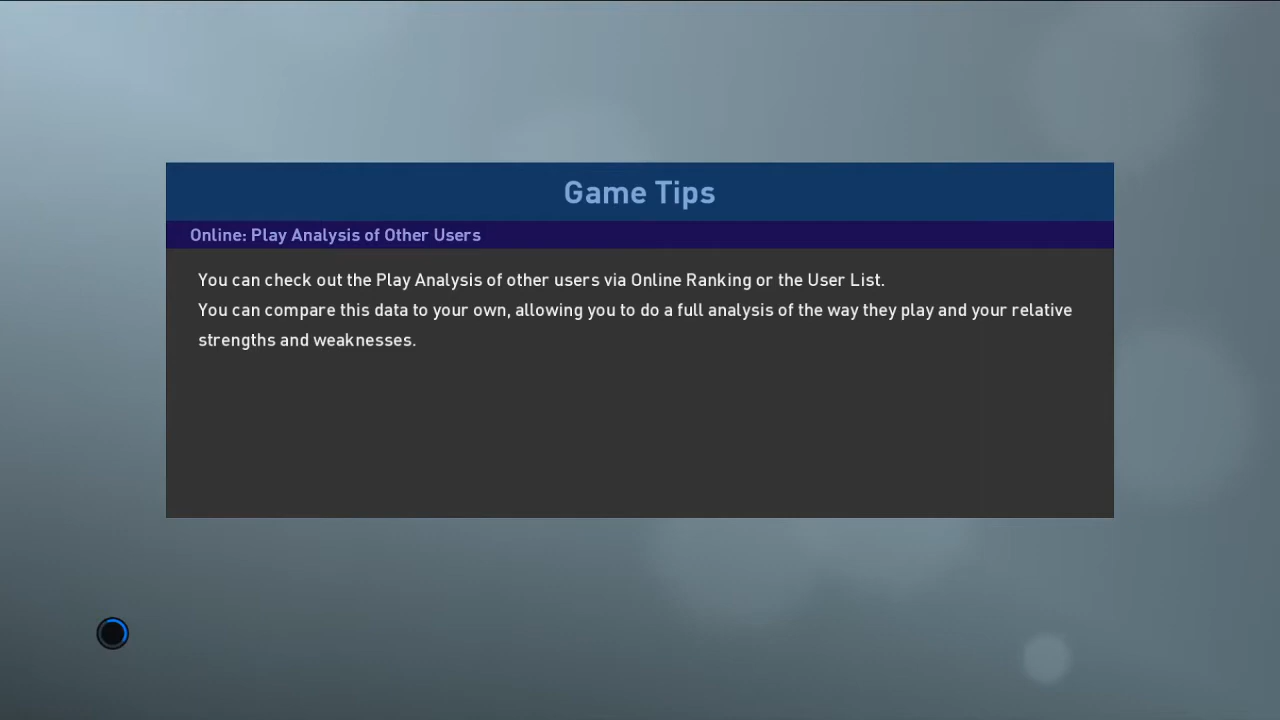 Game Tips
Online: Play Analysis of Other Users
You can check out the Play Analysis of other users via Online Ranking or the User List.
You can compare this data to your own, allowing you to do a full analysis of the way they play and your relative
strengths and weaknesses.